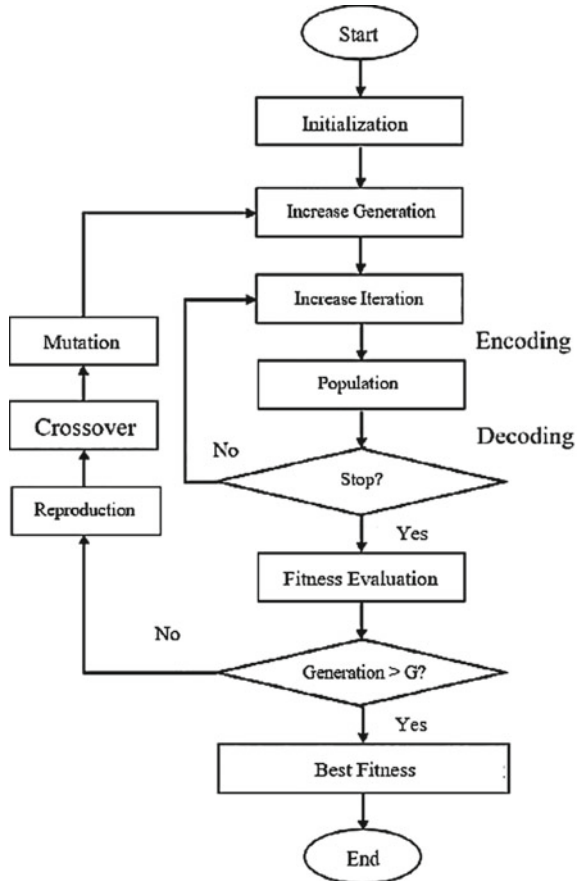 Start
Initialization
Increase Generation
Increase Iteration
Encoding
Mutation
Population
Crossover
Decoding
No
Stop?
Reproduction
Yes
Fitness Evaluation
No
Generation > G?
Yes
Best Fitness
End